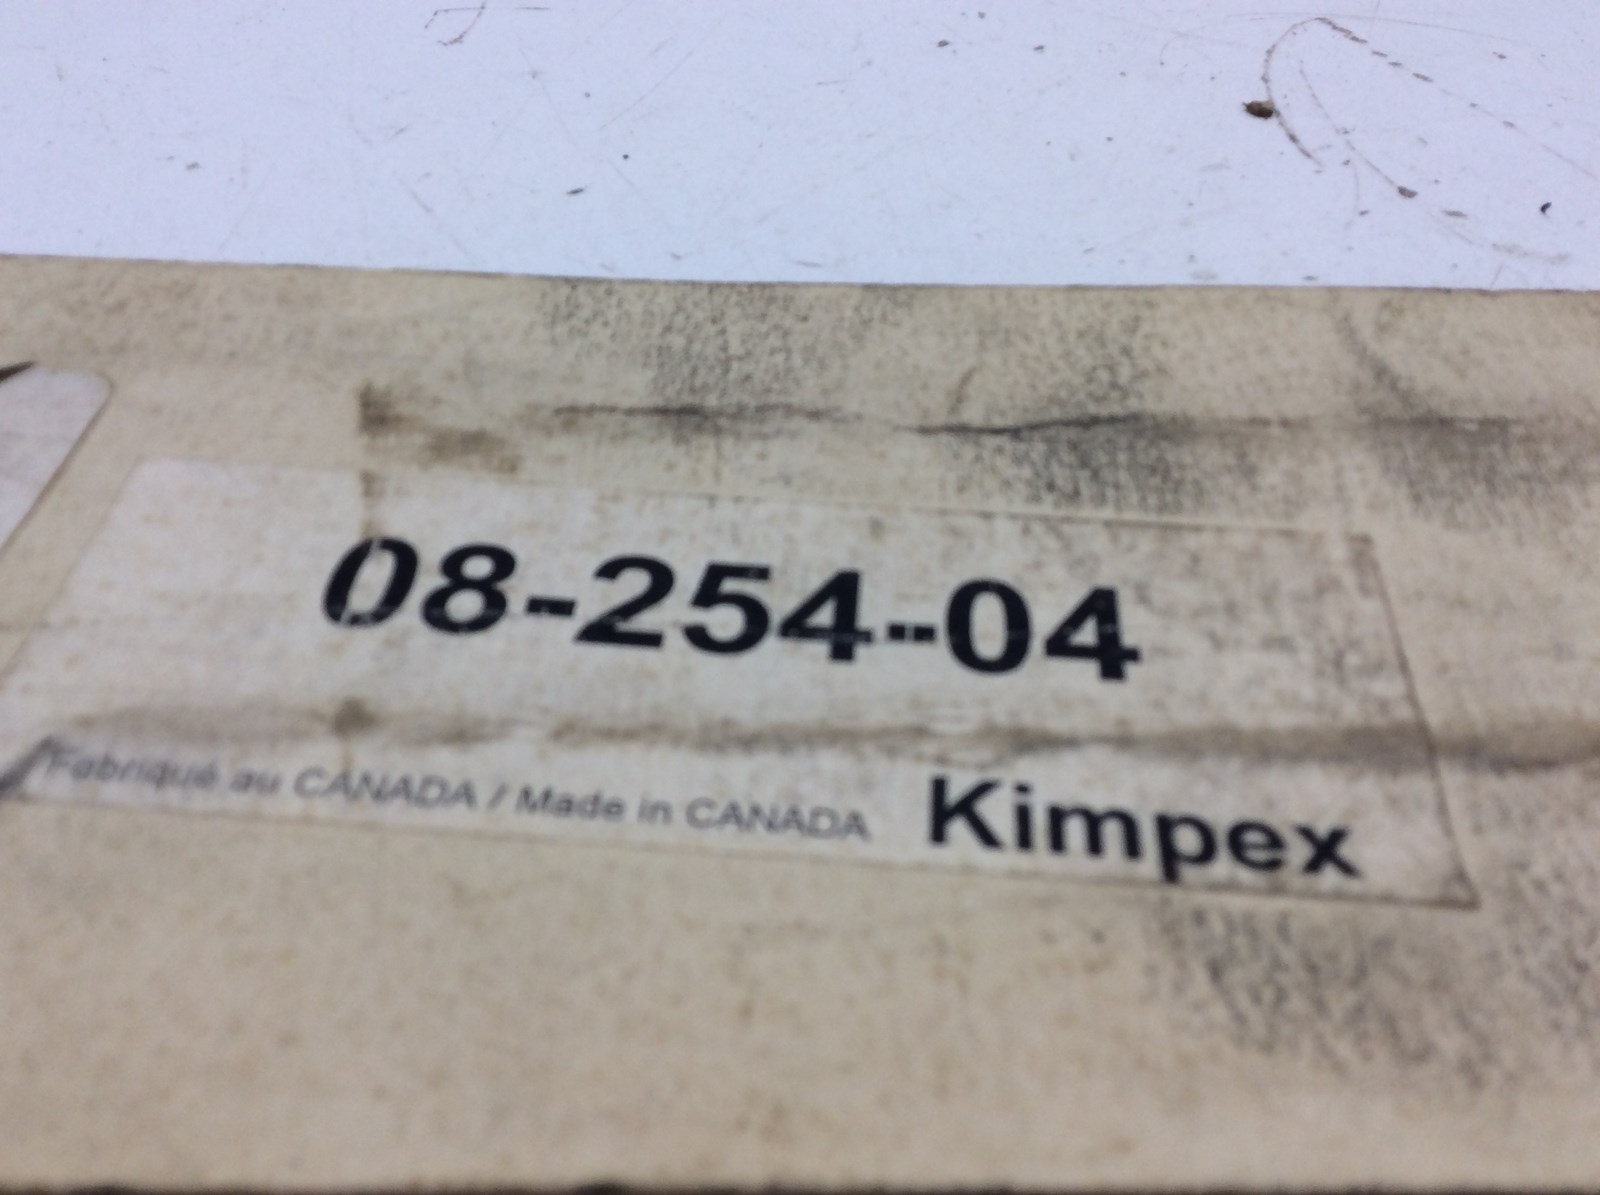 08-254-04
Fabriqué au CANADA / Made in CANADA Kimpex